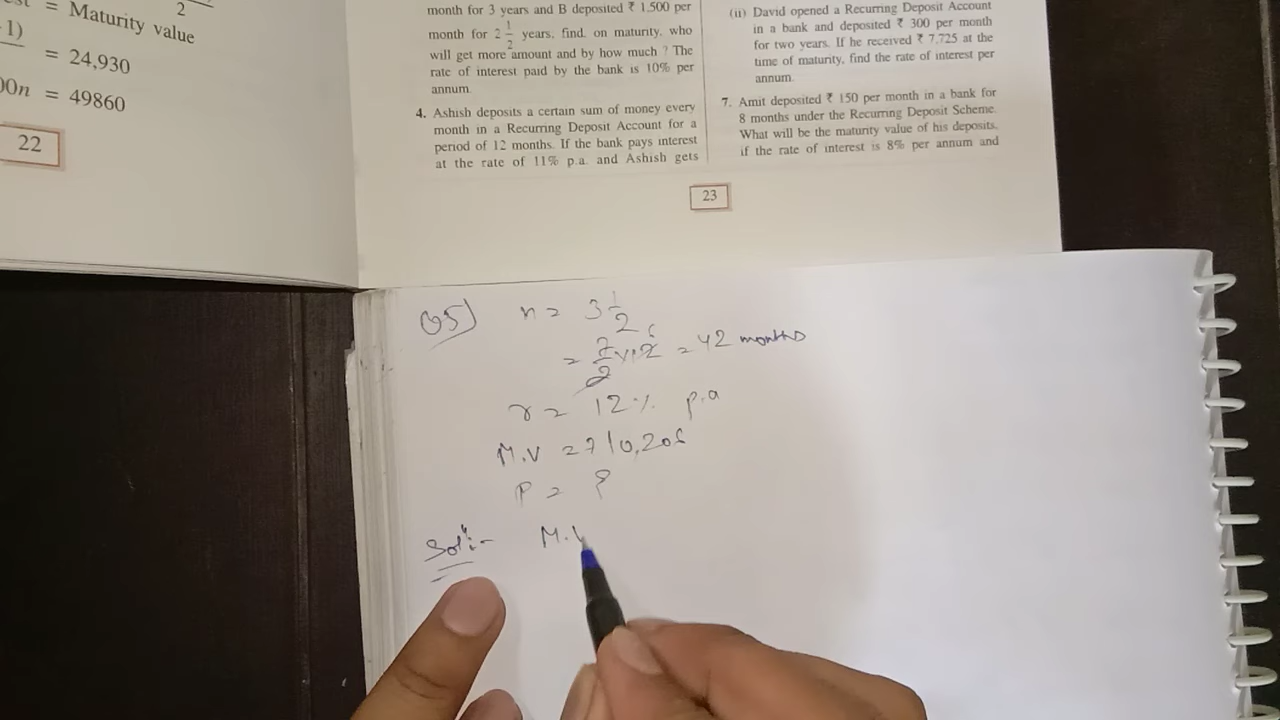 = Maturity value
2
1)
= 24,930
00n = 49860
22
month for 3 years and B deposited ₹ 1,500 per
month for 2 1/2 years, find, on maturity, who
will get more amount and by how much ? The
rate of interest paid by the bank is 10% per
annum.
4. Ashish deposits a certain sum of money every
month in a Recurring Deposit Account for a
period of 12 months. If the bank pays interest
at the rate of 11% p.a. and Ashish gets
(ii) David opened a Recurring Deposit Account
in a bank and deposited ₹ 300 per month
for two years. If he received ₹ 7,725 at the
time of maturity, find the rate of interest per
annum.
7. Amit deposited ₹ 150 per month in a bank for
8 months under the Recurring Deposit Scheme.
What will be the maturity value of his deposits,
if the rate of interest is 8% per annum and
23
Q5) n = 3 1/2
= 7/2 × 12 6 = 42 months
r = 12% p.a
M.V = ₹10,206
P = ?
Sol":- M.V